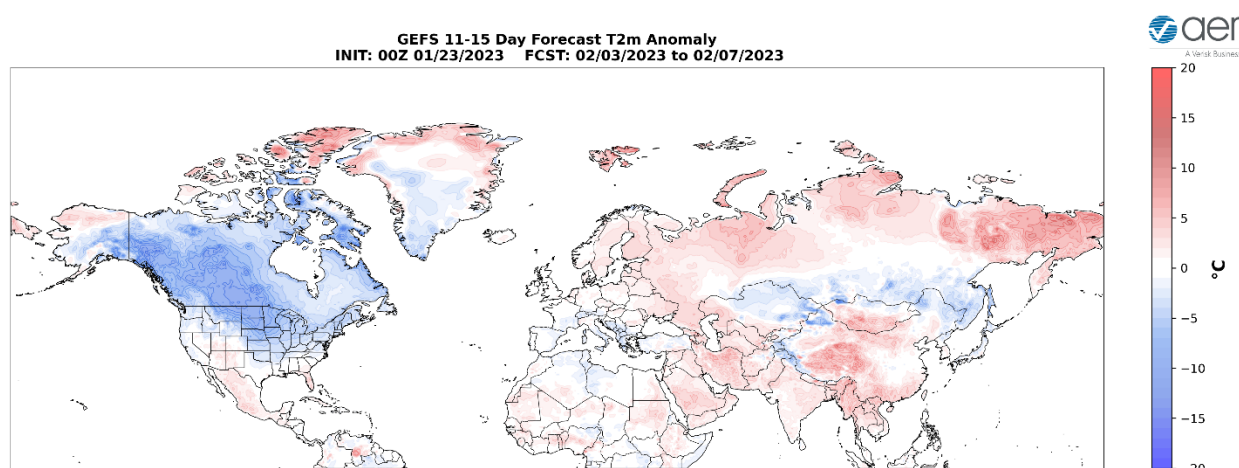 aer
A Verisk Business
GEFS 11-15 Day Forecast T2m Anomaly
INIT: 00Z 01/23/2023 FCST: 02/03/2023 to 02/07/2023
20
15
10
5
0
−5
−10
−15
−20
°C